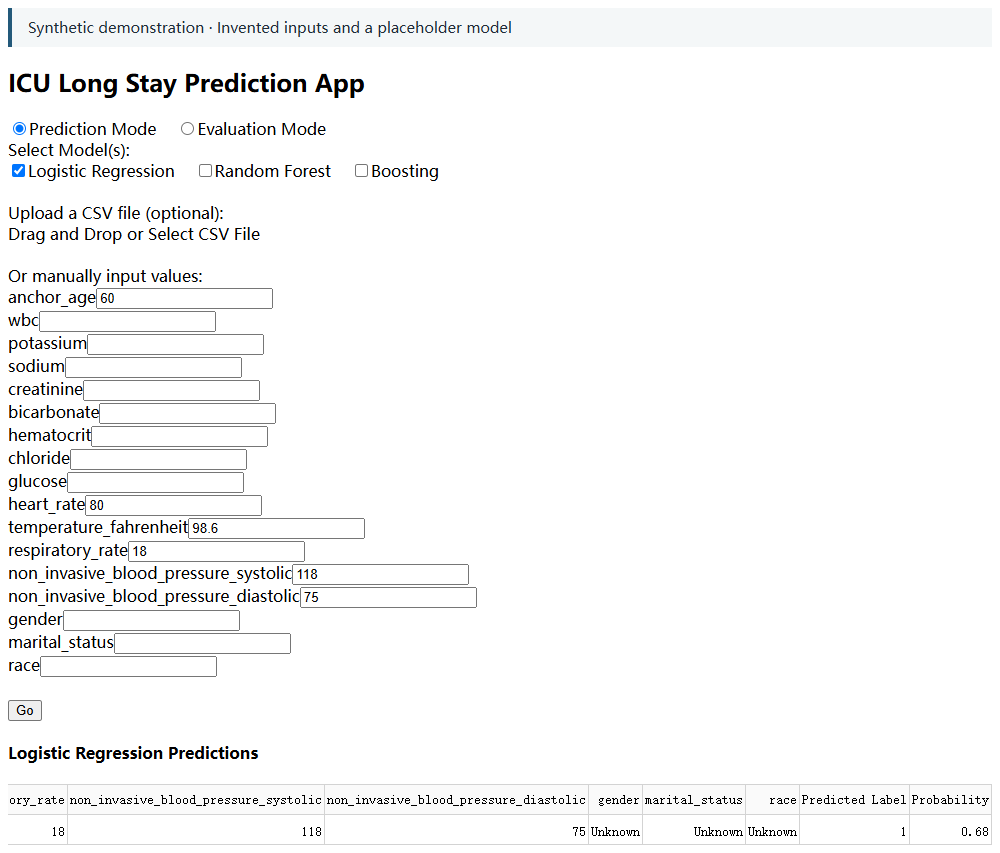 Synthetic demonstration · Invented inputs and a placeholder model
ICU Long Stay Prediction App
Prediction Mode Evaluation Mode
Select Model(s):
Logistic Regression Random Forest Boosting
Upload a CSV file (optional):
Drag and Drop or Select CSV File
Or manually input values:
anchor_age 60
wbc
potassium
sodium
creatinine
bicarbonate
hematocrit
chloride
glucose
heart_rate 80
temperature_fahrenheit 98.6
respiratory_rate 18
non_invasive_blood_pressure_systolic 118
non_invasive_blood_pressure_diastolic 75
gender
marital_status
race
Go
Logistic Regression Predictions
ory_rate non_invasive_blood_pressure_systolic non_invasive_blood_pressure_diastolic gender marital_status race Predicted Label Probability
18 118 75 Unknown Unknown Unknown 1 0.68